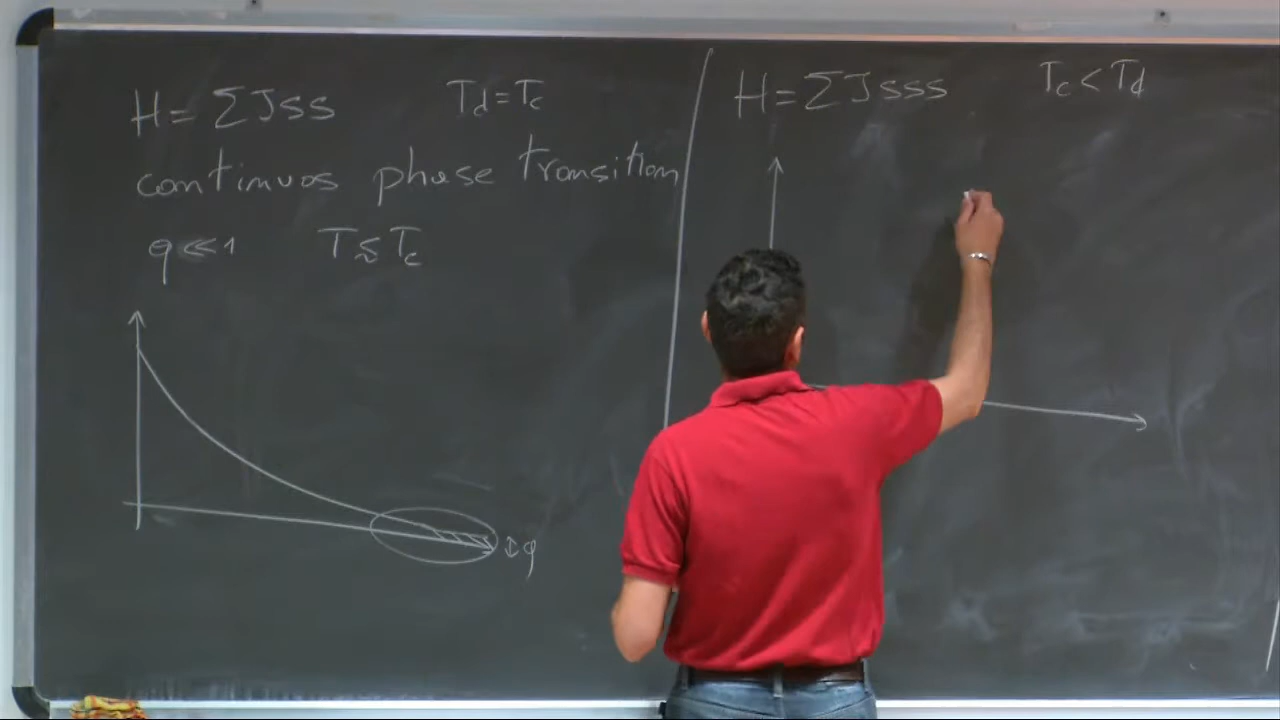 H = ΣJss
T_d = T_c
continuos phase transition
q ≪ 1
T ≲ T_c
q
H = ΣJsss
T_c < T_d